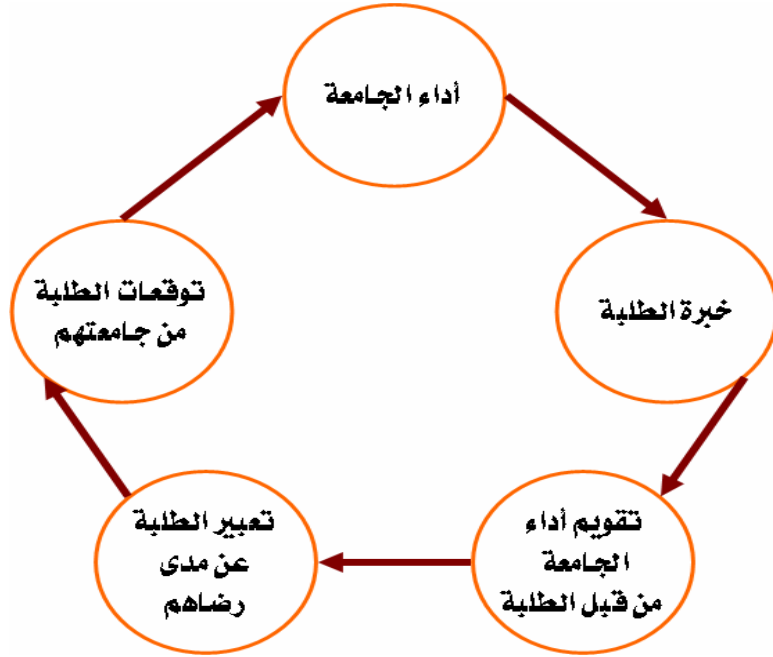 أداء الجامعة
خبرة الطلبة
تقويم أداء
الجامعة
من قبل الطلبة
تعبير الطلبة
عن مدى
رضاهم
توقعات الطلبة
من جامعتهم